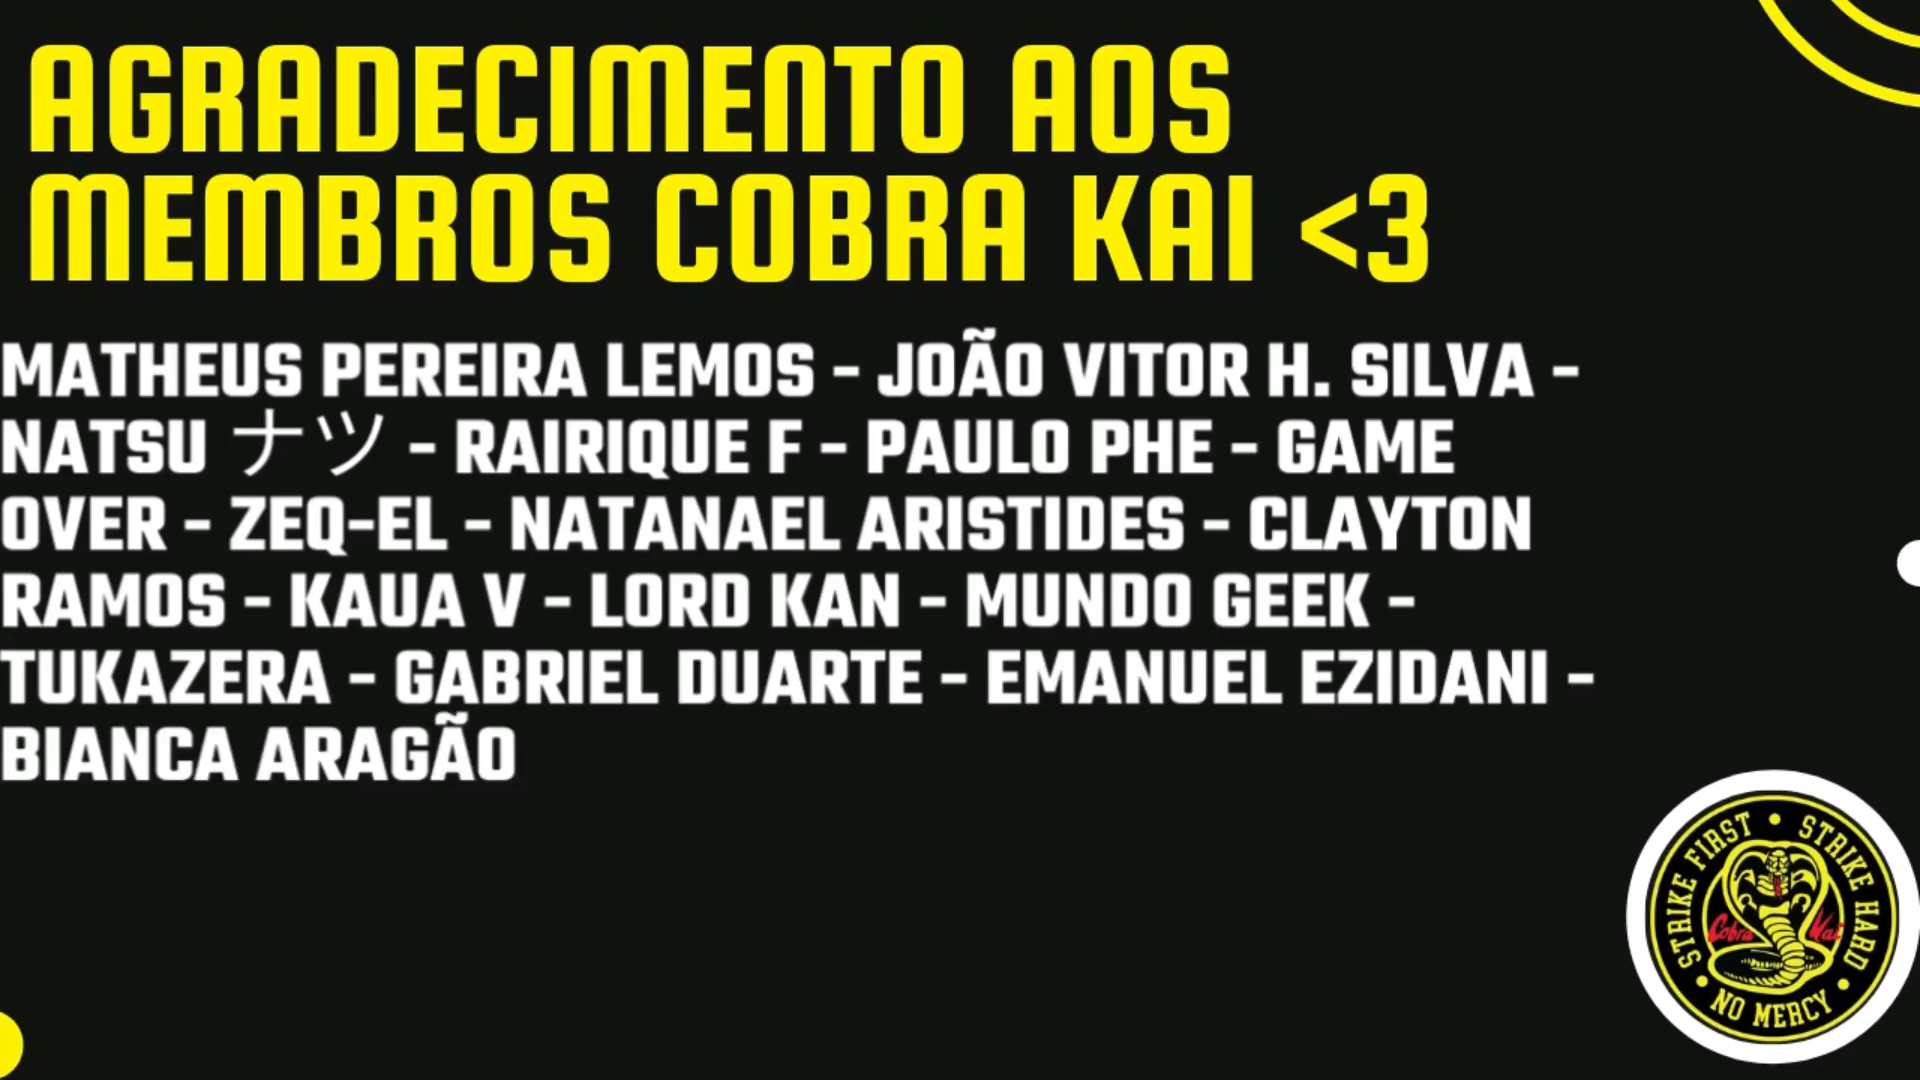 AGRADECIMENTO AOS
MEMBROS COBRA KAI <3
MATHEUS PEREIRA LEMOS - JOÃO VITOR H. SILVA -
NATSU ナツ - RAIRIQUE F - PAULO PHE - GAME
OVER - ZEQ-EL - NATANAEL ARISTIDES - CLAYTON
RAMOS - KAUA V - LORD KAN - MUNDO GEEK -
TUKAZERA - GABRIEL DUARTE - EMANUEL EZIDANI -
BIANCA ARAGÃO
STRIKE FIRST • STRIKE HARD • NO MERCY •
Cobra Kai